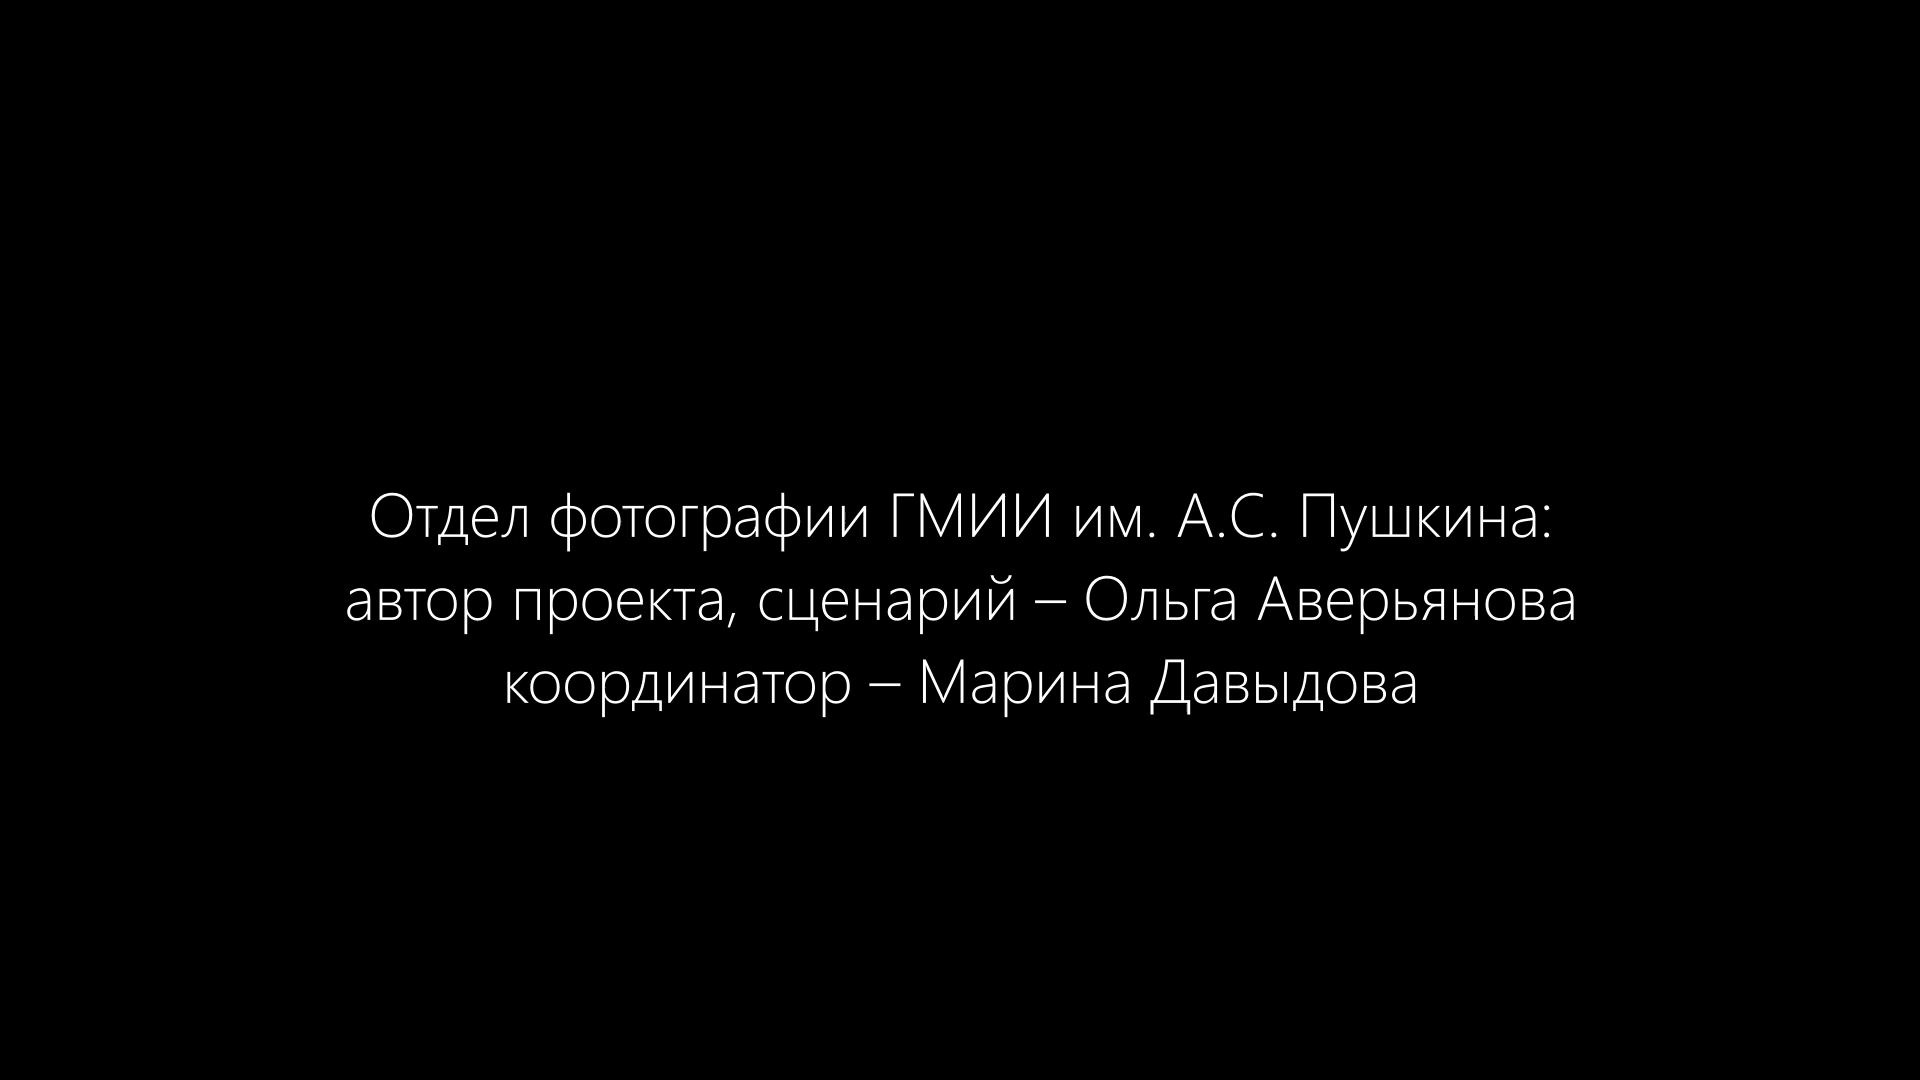 Отдел фотографии ГМИИ им. А.С. Пушкина:
автор проекта, сценарий – Ольга Аверьянова
координатор – Марина Давыдова